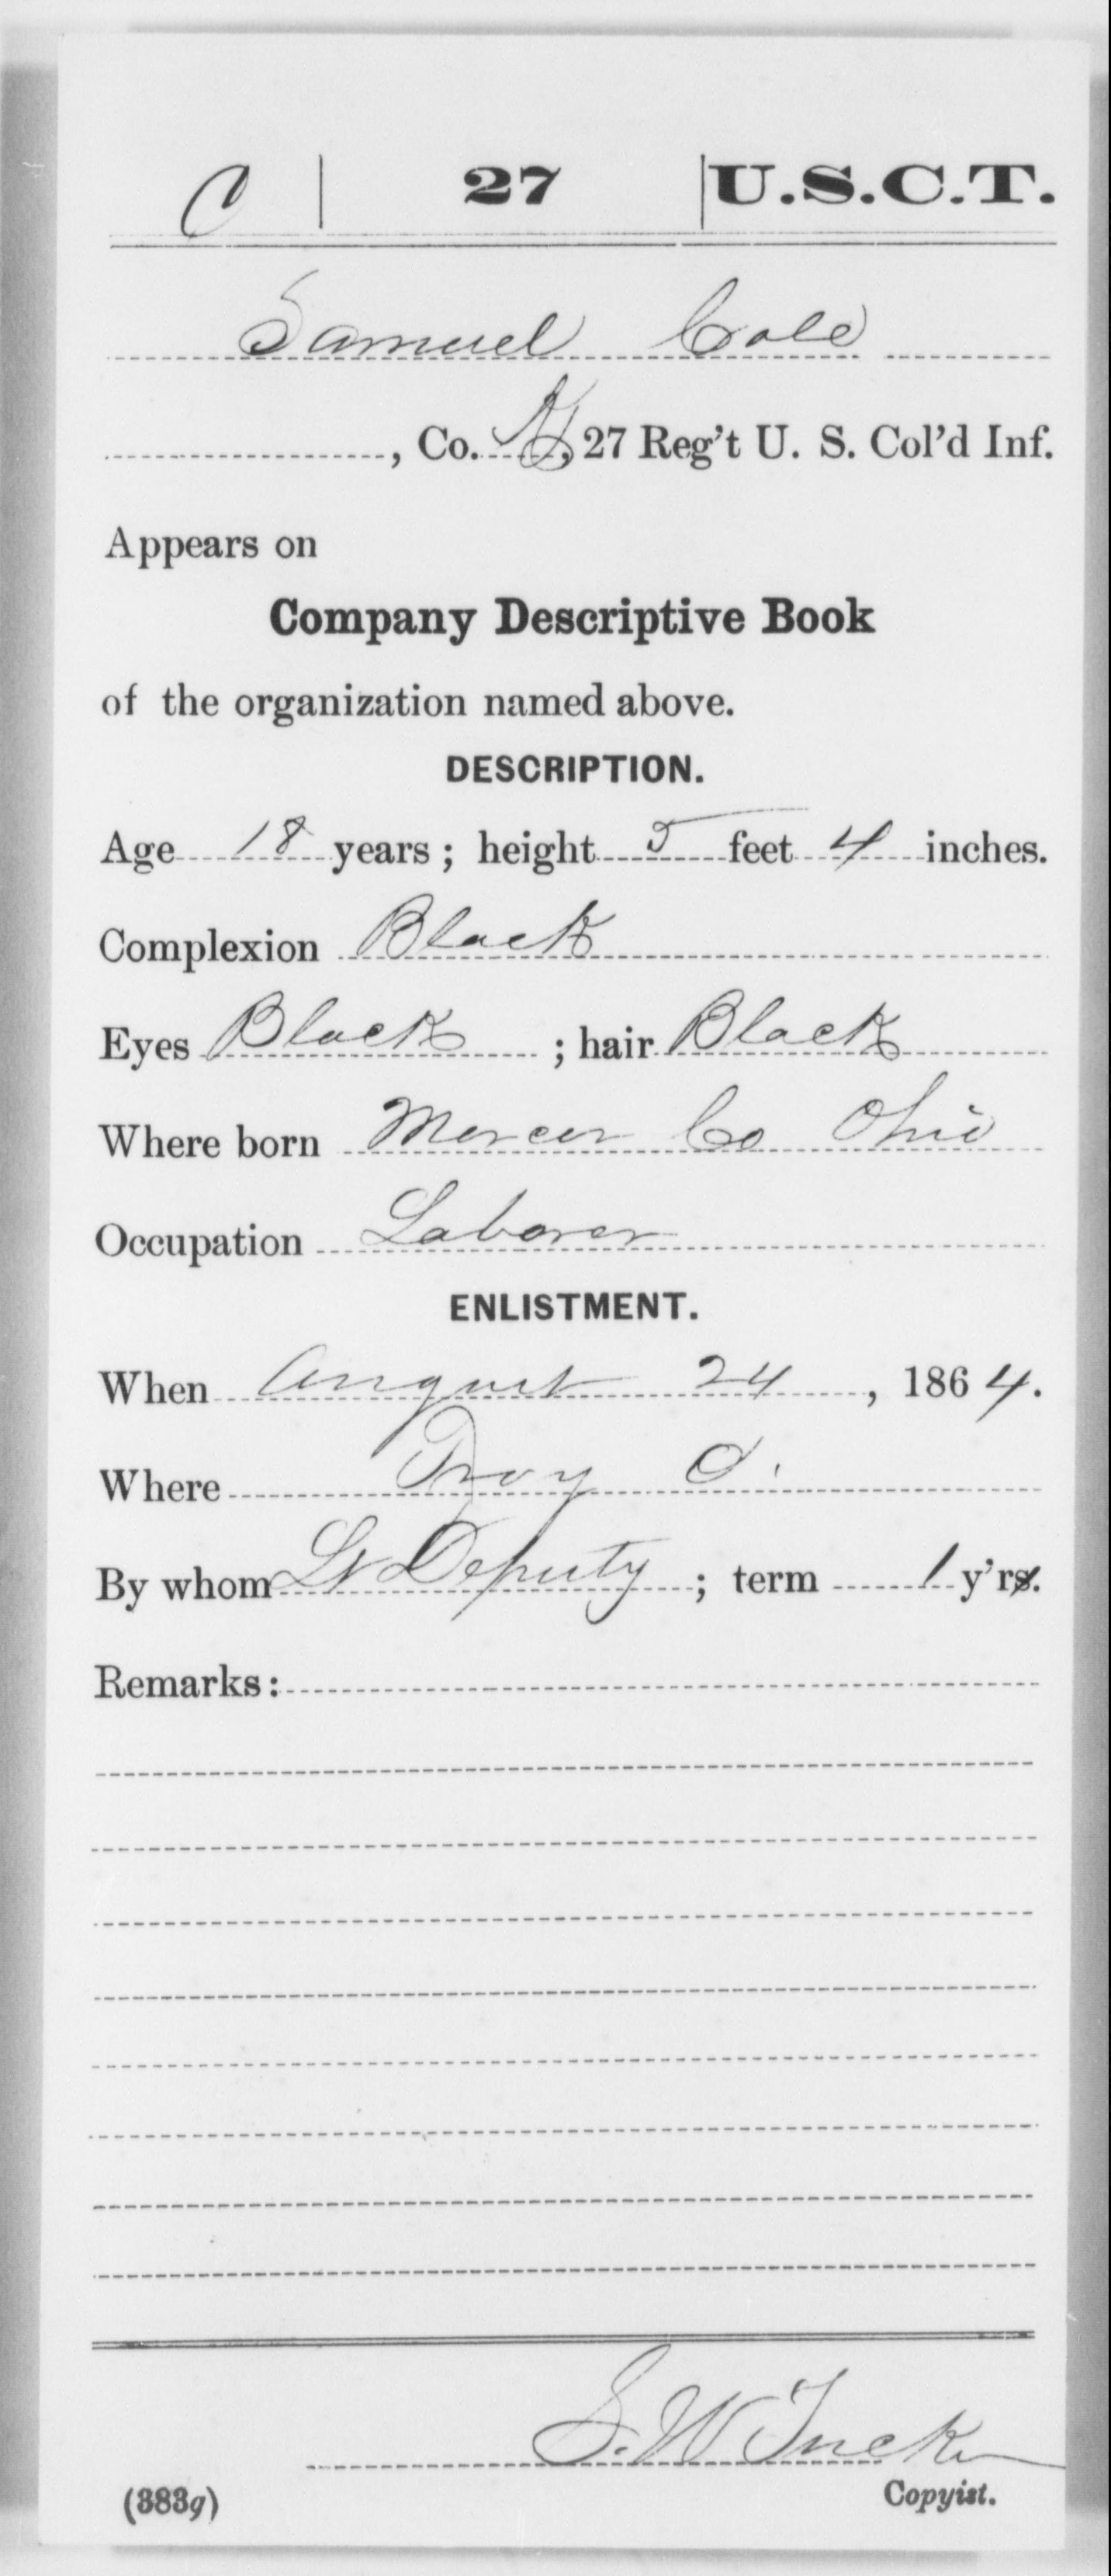 C | 27 | U.S.C.T.
Samuel Cole
, Co. , 27 Reg't U. S. Col'd Inf.
Appears on
Company Descriptive Book
of the organization named above.
DESCRIPTION.
Age 18 years; height 5 feet 4 inches.
Complexion Black
Eyes Black ; hair Black
Where born Mercer Co Ohio
Occupation Laborer
ENLISTMENT.
When August 24, 1864.
Where Troy O.
By whom Lt Deputy ; term 1 y'rs.
Remarks:
S. W. Tucker
(383g) Copyist.